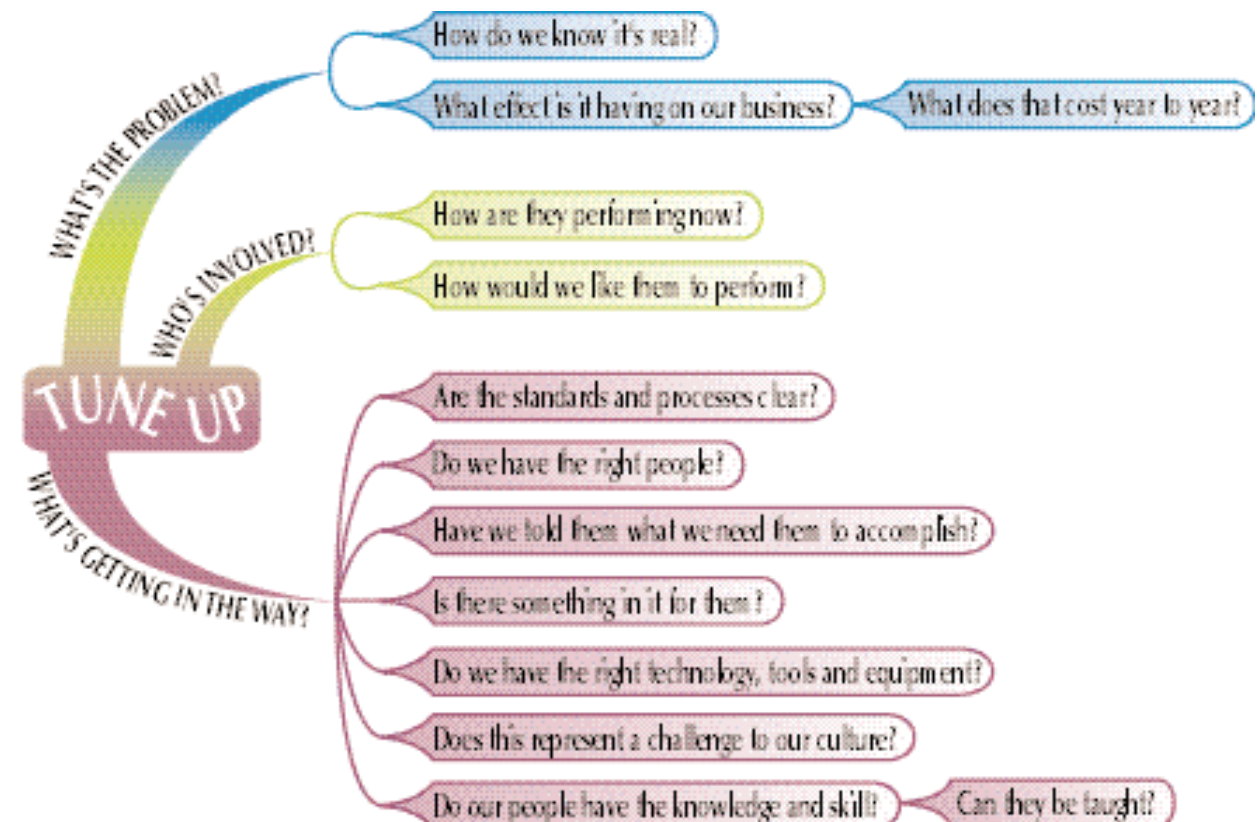 WHAT'S THE PROBLEM?
How do we know it's real?
What effect is it having on our business?
What does that cost year to year?
WHO'S INVOLVED?
How are they performing now?
How would we like them to perform?
TUNE UP
WHAT'S GETTING IN THE WAY?
Are the standards and processes clear?
Do we have the right people?
Have we told them what we need them to accomplish?
Is there something in it for them?
Do we have the right technology, tools and equipment?
Does this represent a challenge to our culture?
Do our people have the knowledge and skill?
Can they be taught?